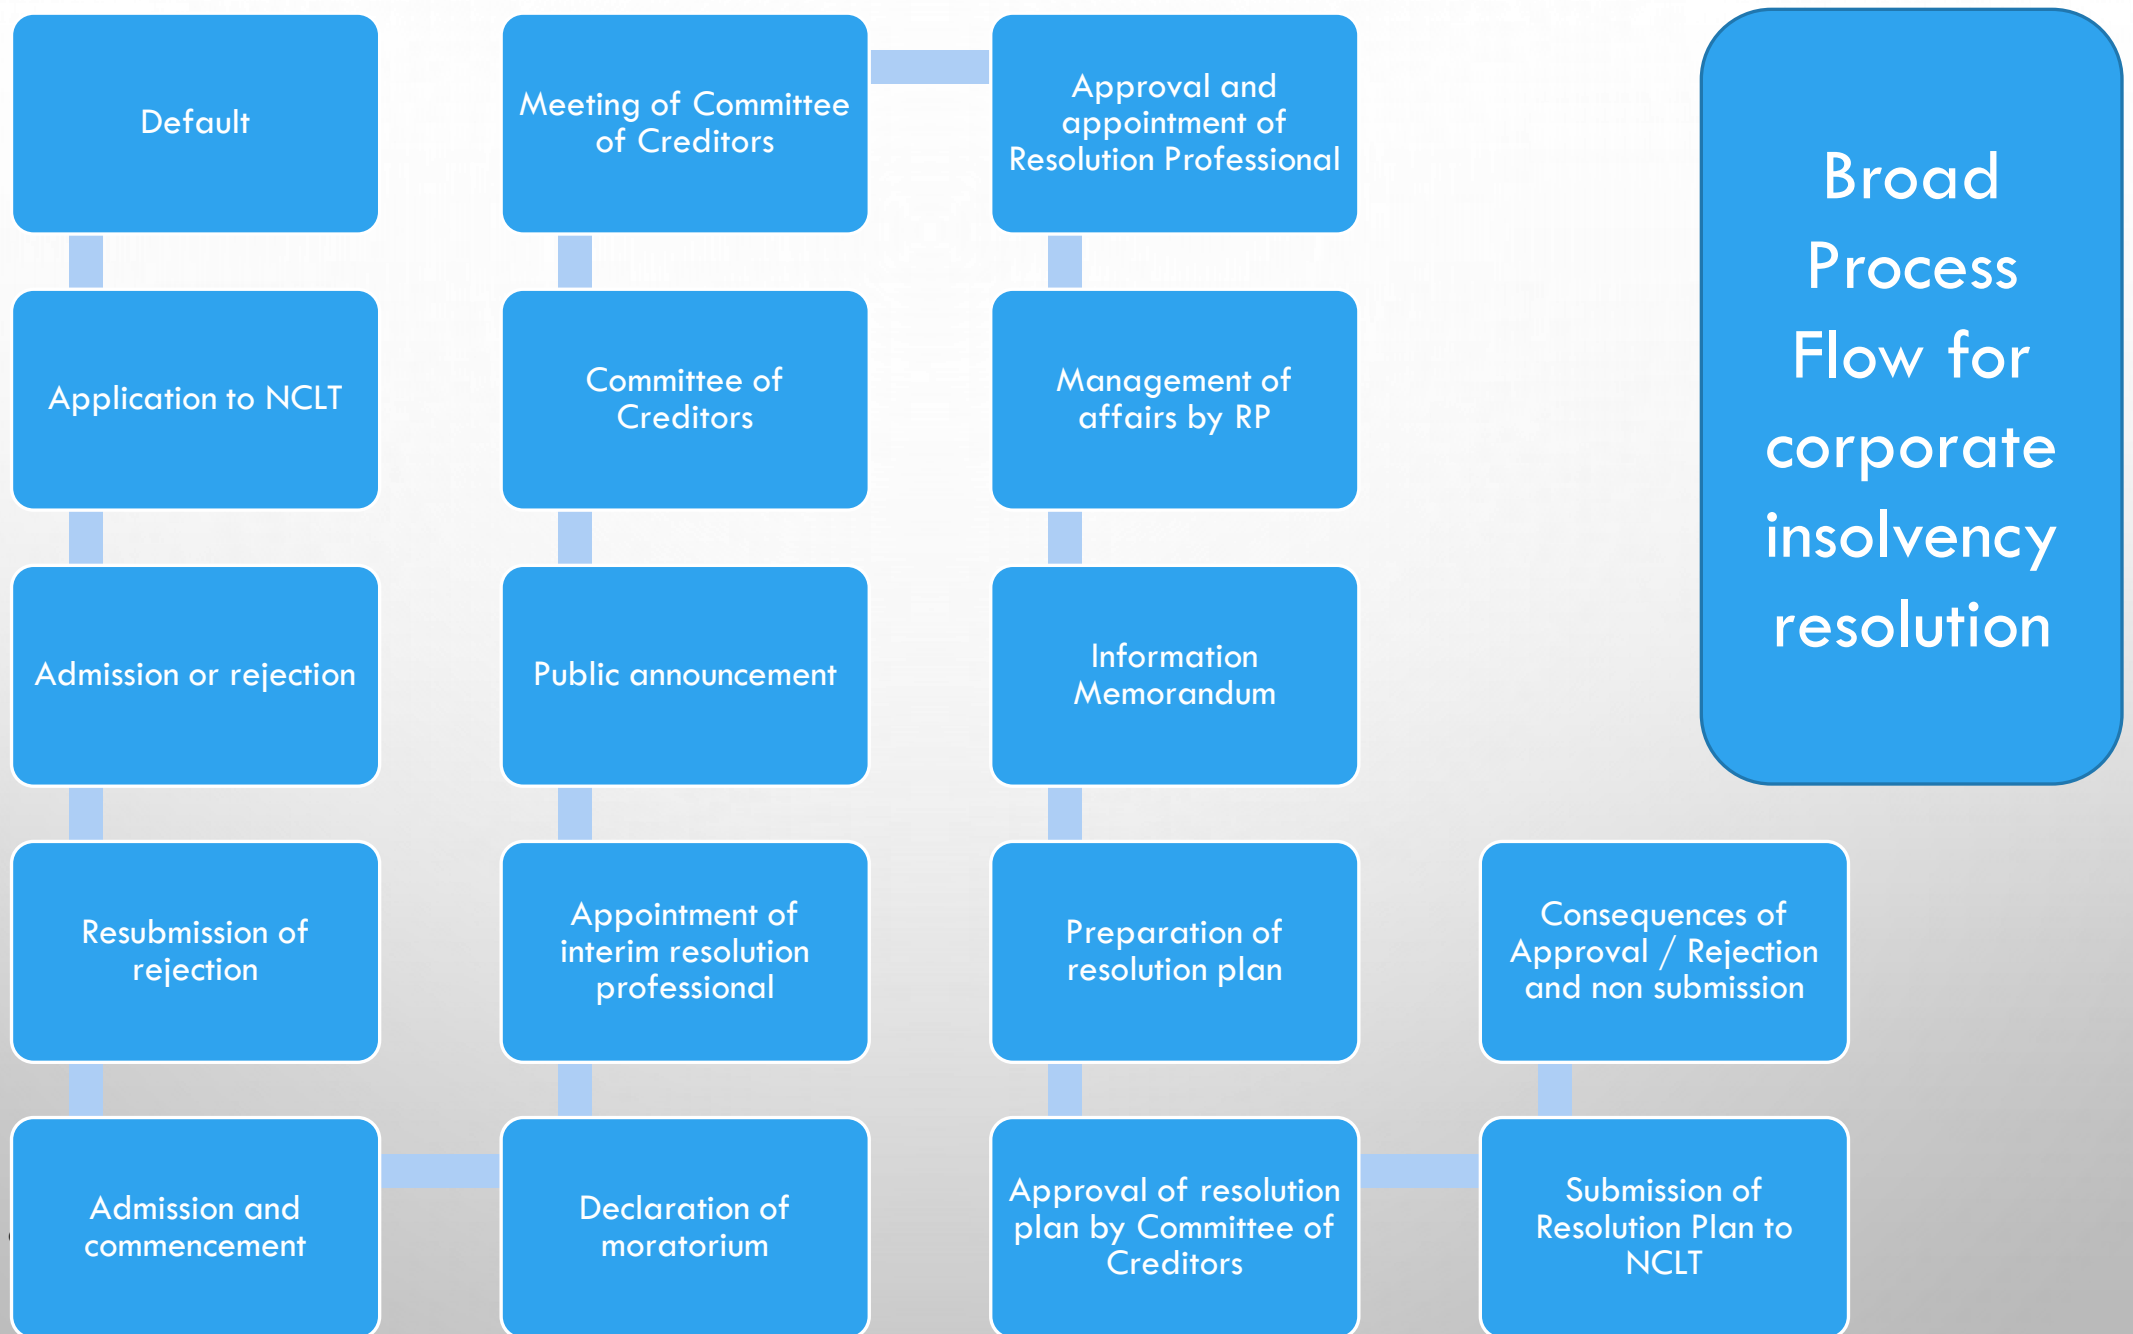 Default
Application to NCLT
Admission or rejection
Resubmission of
rejection
Admission and
commencement
Declaration of
moratorium
Appointment of
interim resolution
professional
Public announcement
Committee of
Creditors
Meeting of Committee
of Creditors
Approval and
appointment of
Resolution Professional
Management of
affairs by RP
Information
Memorandum
Preparation of
resolution plan
Approval of resolution
plan by Committee of
Creditors
Submission of
Resolution Plan to
NCLT
Consequences of
Approval / Rejection
and non submission
Broad
Process
Flow for
corporate
insolvency
resolution